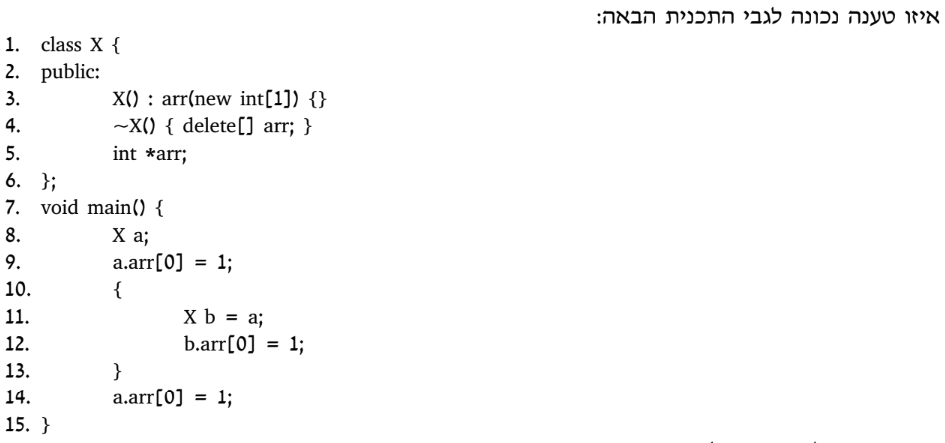 איזו טענה נכונה לגבי התכנית הבאה:
1. class X {
2. public:
3. X() : arr(new int[1]) {}
4. ~X() { delete[] arr; }
5. int *arr;
6. };
7. void main() {
8. X a;
9. a.arr[0] = 1;
10. {
11. X b = a;
12. b.arr[0] = 1;
13. }
14. a.arr[0] = 1;
15. }